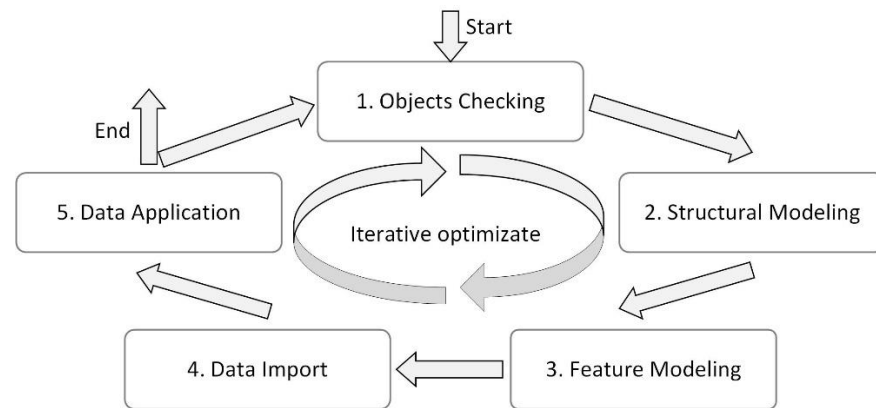 Start
1. Objects Checking
End
5. Data Application
2. Structural Modeling
Iterative optimizate
4. Data Import
3. Feature Modeling